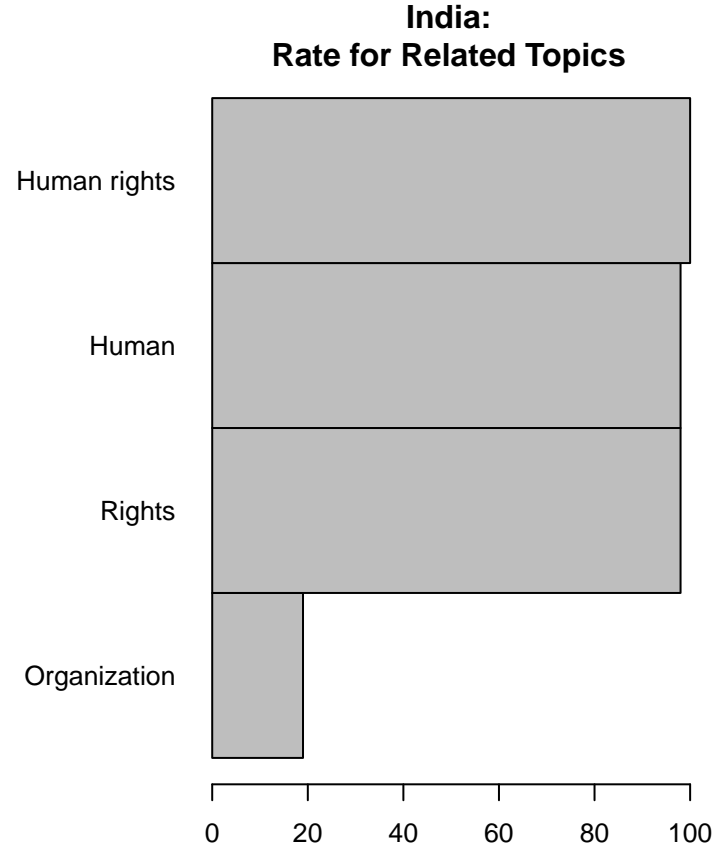 India:
Rate for Related Topics
Human rights
Human
Rights
Organization
0 20 40 60 80 100